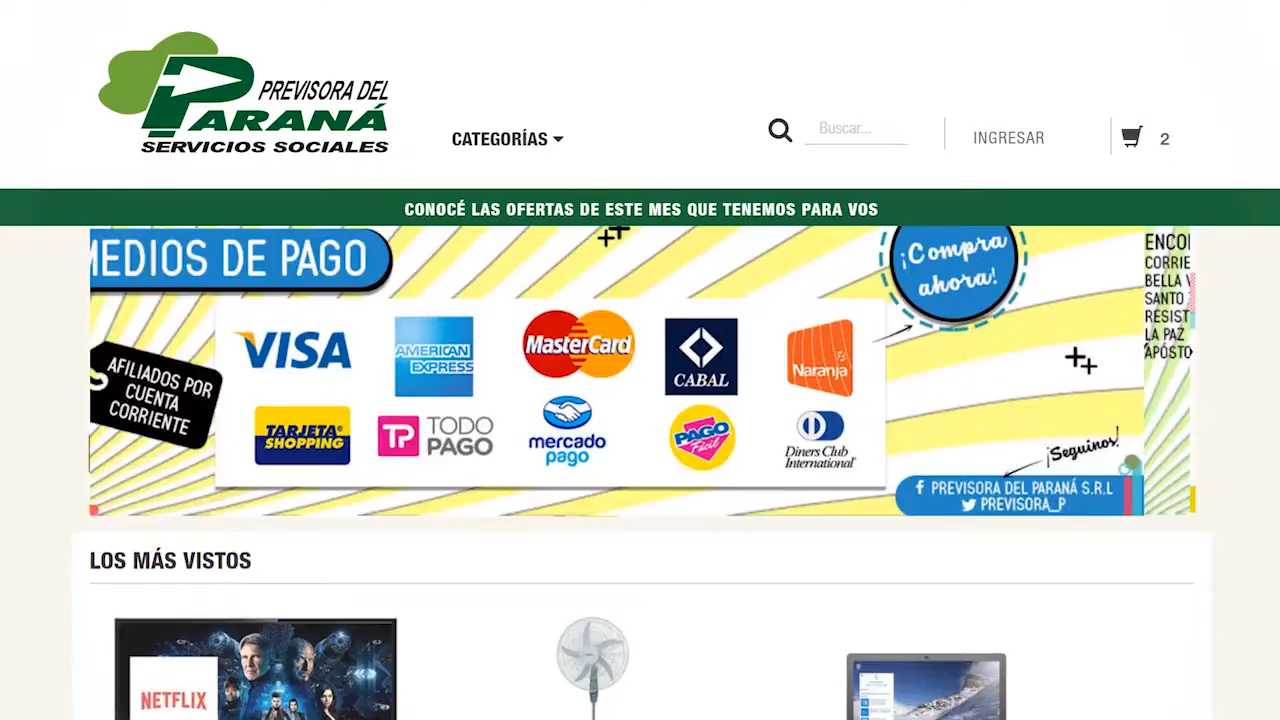 PREVISORA DEL
PARANÁ
SERVICIOS SOCIALES
CATEGORÍAS
Buscar...
INGRESAR
2
CONOCÉ LAS OFERTAS DE ESTE MES QUE TENEMOS PARA VOS
MEDIOS DE PAGO
¡Compra
ahora!
ENCO
CORRIE
BELLA V
SANTO
RESIST
LA PAZ
APÓSTO
AFILIADOS POR
CUENTA
CORRIENTE
VISA
AMERICAN
EXPRESS
MasterCard
CABAL
Naranja
TARJETA
SHOPPING
TP TODO
PAGO
mercado
pago
PAGO
Fácil
Diners Club
International
¡Seguinos!
PREVISORA DEL PARANÁ S.R.L
PREVISORA_P
LOS MÁS VISTOS
NETFLIX